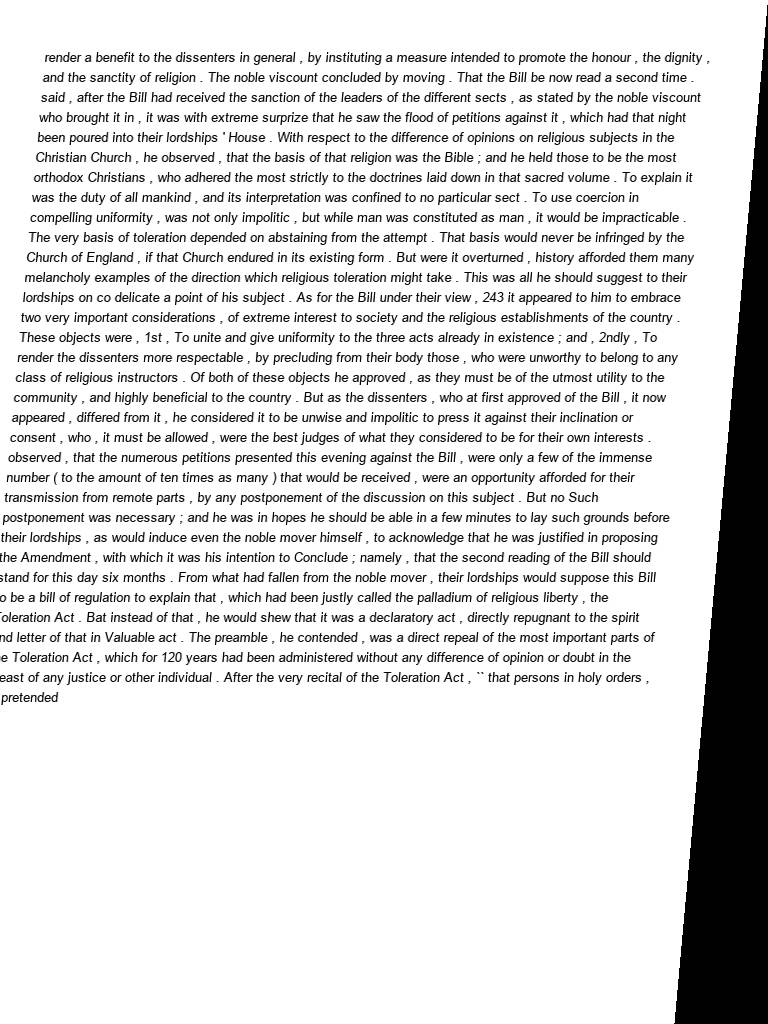 render a benefit to the dissenters in general , by instituting a measure intended to promote the honour , the dignity ,
and the sanctity of religion . The noble viscount concluded by moving . That the Bill be now read a second time .
said , after the Bill had received the sanction of the leaders of the different sects , as stated by the noble viscount
who brought it in , it was with extreme surprize that he saw the flood of petitions against it , which had that night
been poured into their lordships ' House . With respect to the difference of opinions on religious subjects in the
Christian Church , he observed , that the basis of that religion was the Bible ; and he held those to be the most
orthodox Christians , who adhered the most strictly to the doctrines laid down in that sacred volume . To explain it
was the duty of all mankind , and its interpretation was confined to no particular sect . To use coercion in
compelling uniformity , was not only impolitic , but while man was constituted as man , it would be impracticable .
The very basis of toleration depended on abstaining from the attempt . That basis would never be infringed by the
Church of England , if that Church endured in its existing form . But were it overturned , history afforded them many
melancholy examples of the direction which religious toleration might take . This was all he should suggest to their
lordships on co delicate a point of his subject . As for the Bill under their view , 243 it appeared to him to embrace
two very important considerations , of extreme interest to society and the religious establishments of the country .
These objects were , 1st , To unite and give uniformity to the three acts already in existence ; and , 2ndly , To
render the dissenters more respectable , by precluding from their body those , who were unworthy to belong to any
class of religious instructors . Of both of these objects he approved , as they must be of the utmost utility to the
community , and highly beneficial to the country . But as the dissenters , who at first approved of the Bill , it now
appeared , differed from it , he considered it to be unwise and impolitic to press it against their inclination or
consent , who , it must be allowed , were the best judges of what they considered to be for their own interests .
observed , that the numerous petitions presented this evening against the Bill , were only a few of the immense
number ( to the amount of ten times as many ) that would be received , were an opportunity afforded for their
transmission from remote parts , by any postponement of the discussion on this subject . But no Such
postponement was necessary ; and he was in hopes he should be able in a few minutes to lay such grounds before
their lordships , as would induce even the noble mover himself , to acknowledge that he was justified in proposing
the Amendment , with which it was his intention to Conclude ; namely , that the second reading of the Bill should
stand for this day six months . From what had fallen from the noble mover , their lordships would suppose this Bill
o be a bill of regulation to explain that , which had been justly called the palladium of religious liberty , the
Toleration Act . Bat instead of that , he would shew that it was a declaratory act , directly repugnant to the spirit
nd letter of that in Valuable act . The preamble , he contended , was a direct repeal of the most important parts of
e Toleration Act , which for 120 years had been administered without any difference of opinion or doubt in the
east of any justice or other individual . After the very recital of the Toleration Act , `` that persons in holy orders ,
pretended